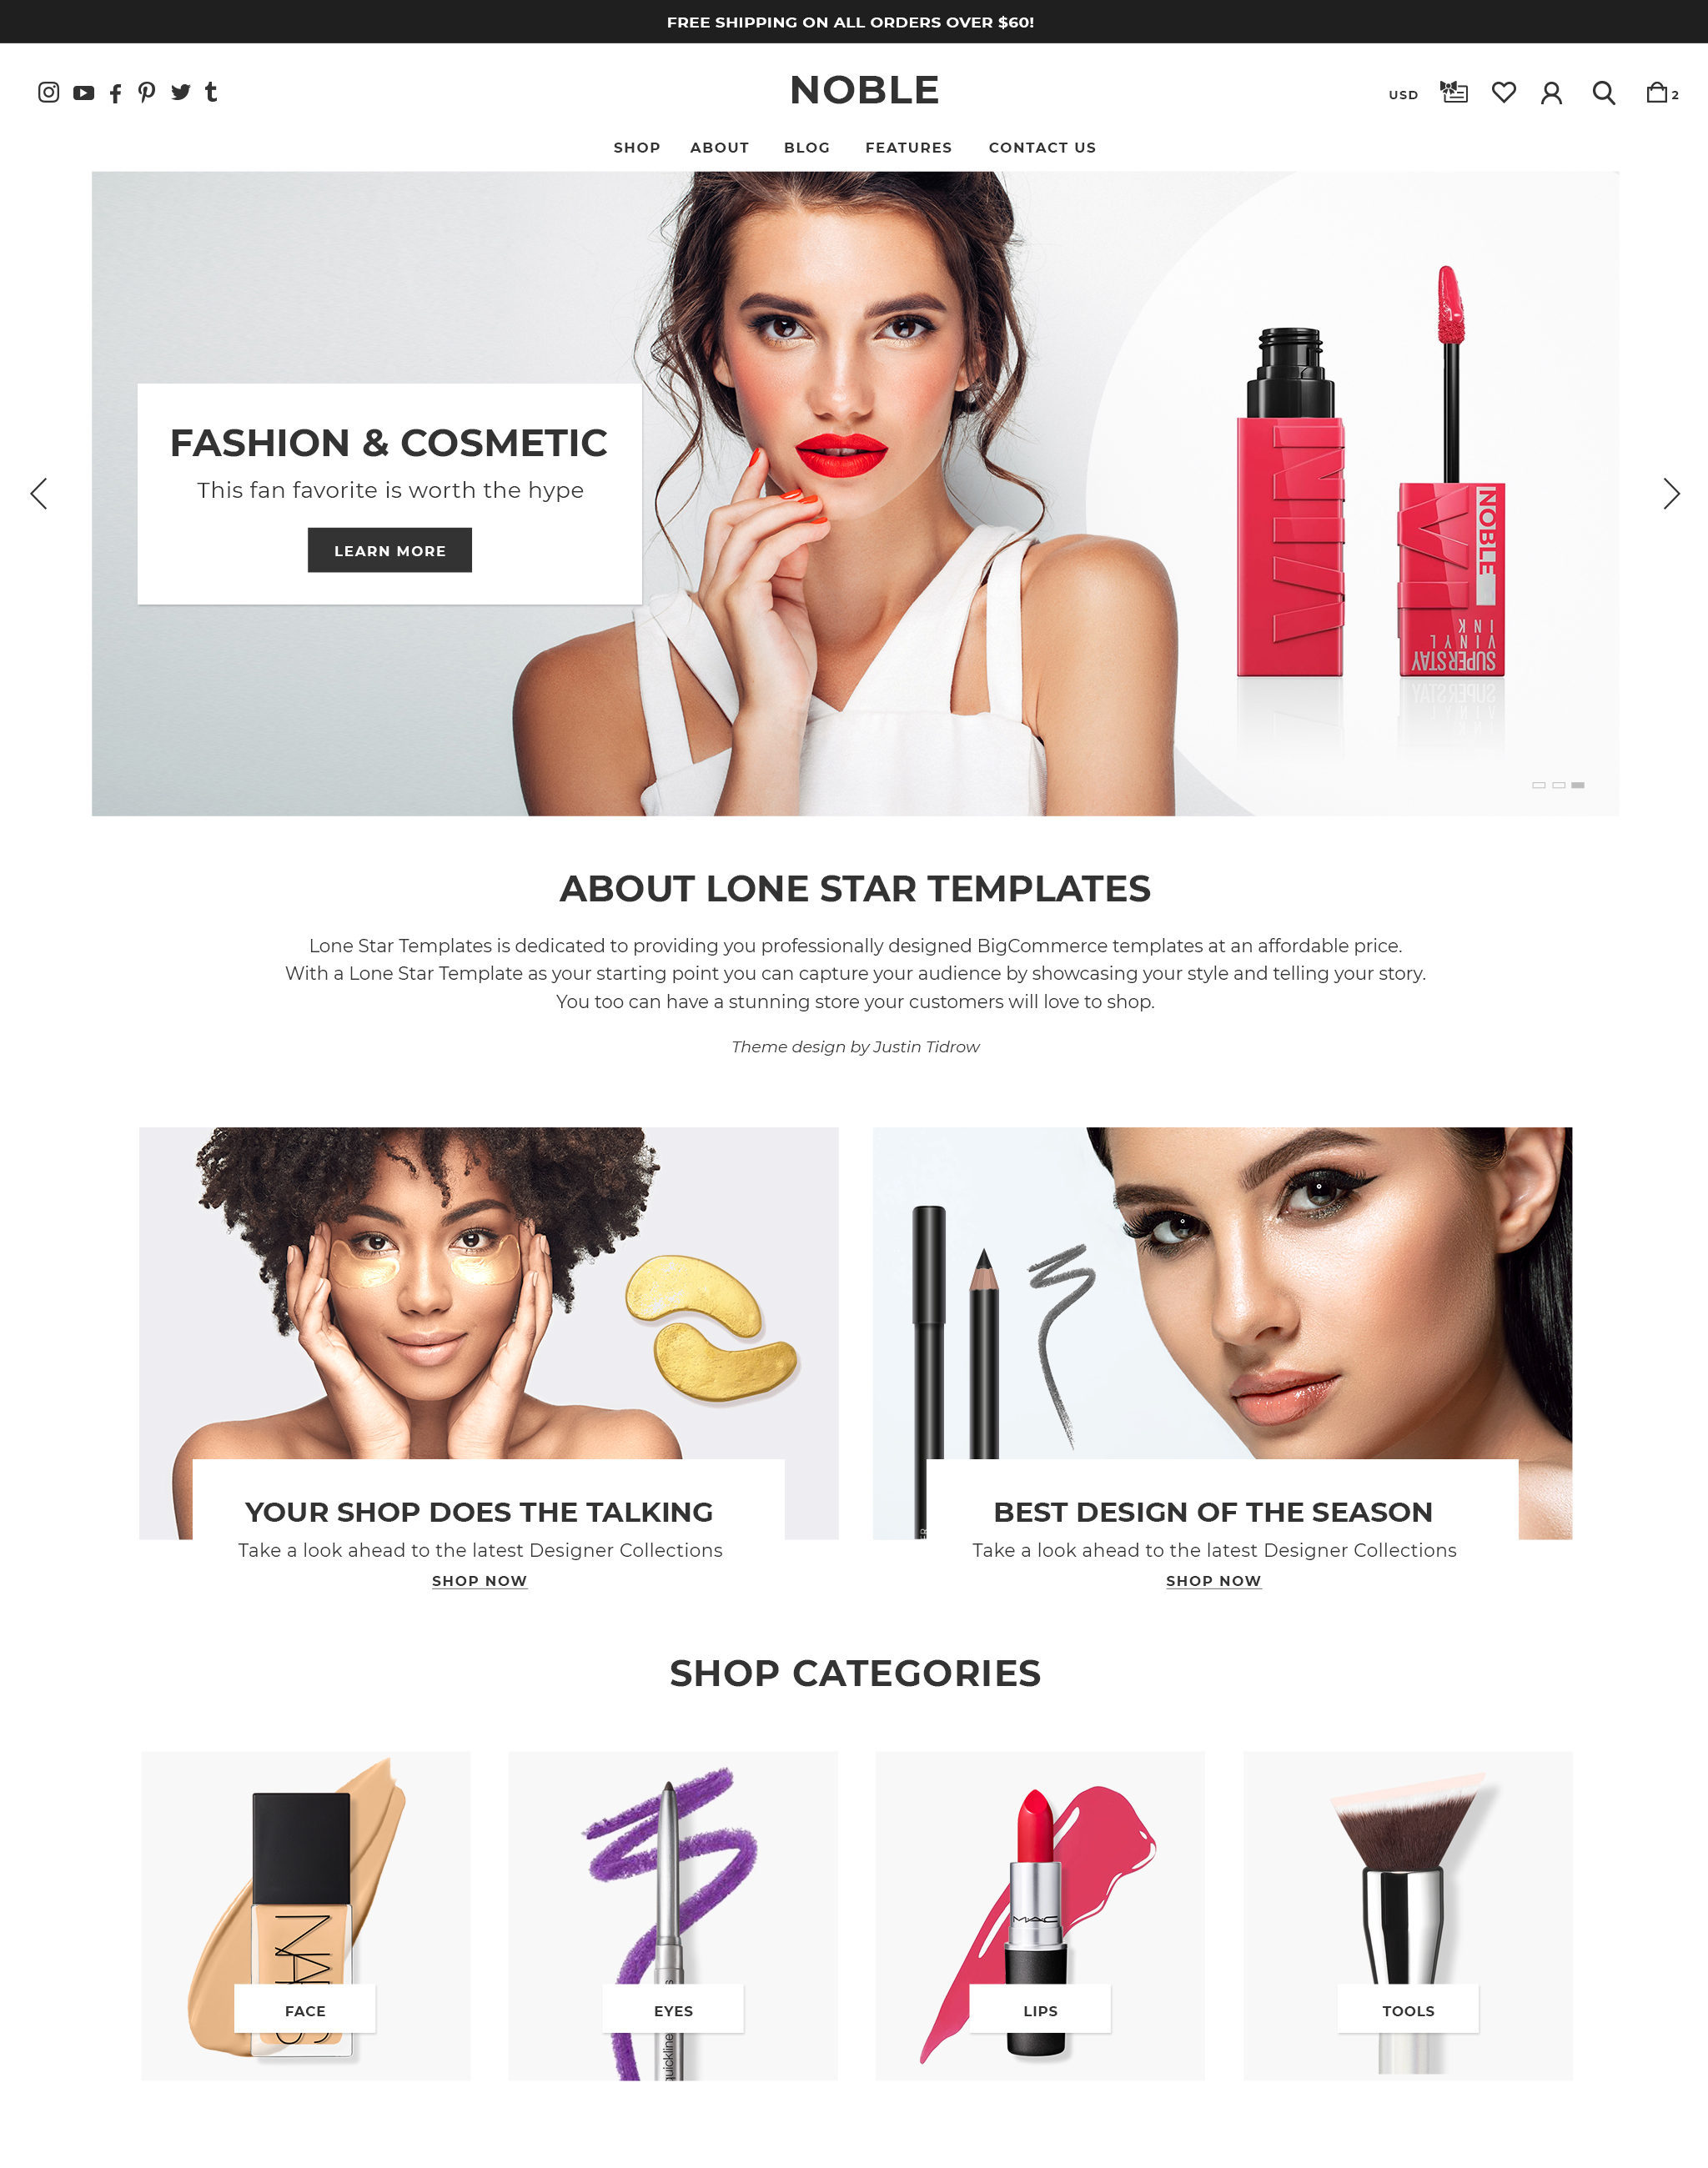 FREE SHIPPING ON ALL ORDERS OVER $60!
NOBLE
USD
2
SHOP ABOUT BLOG FEATURES CONTACT US
FASHION & COSMETIC
This fan favorite is worth the hype
LEARN MORE
VINYL
NOBLE
SUPERSTAY
VINYL
INK
ABOUT LONE STAR TEMPLATES
Lone Star Templates is dedicated to providing you professionally designed BigCommerce templates at an affordable price.
With a Lone Star Template as your starting point you can capture your audience by showcasing your style and telling your story.
You too can have a stunning store your customers will love to shop.
Theme design by Justin Tidrow
YOUR SHOP DOES THE TALKING
Take a look ahead to the latest Designer Collections
SHOP NOW
BEST DESIGN OF THE SEASON
Take a look ahead to the latest Designer Collections
SHOP NOW
SHOP CATEGORIES
NARS
FACE
quickline
EYES
MAC
LIPS
TOOLS